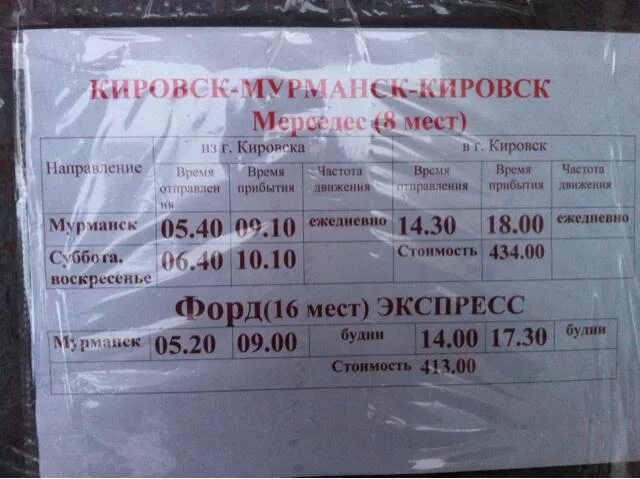 КИРОВСК-МУРМАНСК-КИРОВСК
Мерседес (8 мест)
из г. Кировска в г. Кировск
Направление Время отправлен ия Время прибытия Частота движения Время отправления Время прибытия Частота движения
Мурманск 05.40 09.10 ежедневно 14.30 18.00 ежедневно
Суббота, воскресенье 06.40 10.10 Стоимость 434.00
Форд(16 мест) ЭКСПРЕСС
Мурманск 05.20 09.00 будни 14.00 17.30 будни
Стоимость 413.00